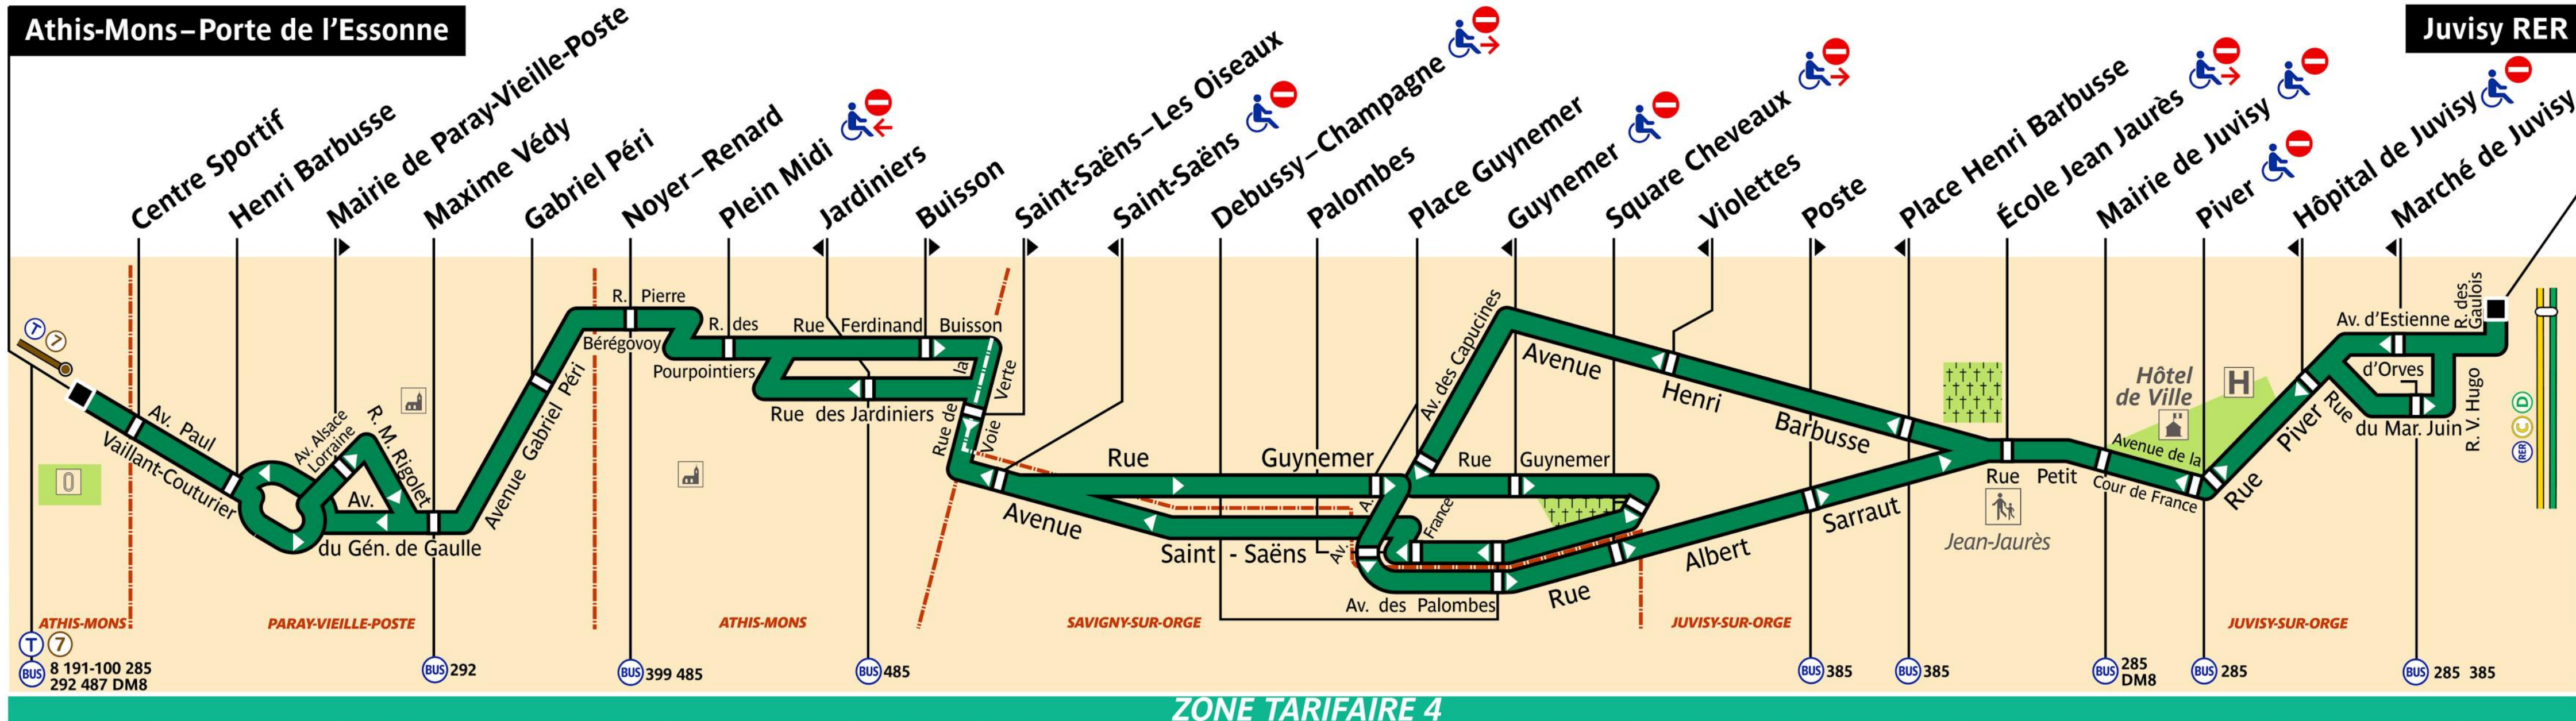 Athis-Mons–Porte de l'Essonne
Juvisy RER
Centre Sportif
Henri Barbusse
Mairie de Paray-Vieille-Poste
Maxime Védy
Gabriel Péri
Noyer–Renard
Plein Midi
Jardiniers
Buisson
Saint-Saëns–Les Oiseaux
Saint-Saëns
Debussy–Champagne
Palombes
Place Guynemer
Guynemer
Square Cheveaux
Violettes
Poste
Place Henri Barbusse
École Jean Jaurès
Mairie de Juvisy
Piver
Hôpital de Juvisy
Marché de Juvisy
T 7
Av. Paul
Vaillant-Couturier
Av. Alsace
Lorraine
R. M. Rigolet
Av.
du Gén. de Gaulle
Avenue Gabriel Péri
R. Pierre
Bérégovoy
R. des
Pourpointiers
Rue Ferdinand Buisson
Rue des Jardiniers
Rue de la
Voie Verte
Rue Guynemer
Avenue
Saint - Saëns
Av. des Capucines
A.
Av.
France
Rue Guynemer
Av. des Palombes
Avenue Henri Barbusse
Rue Albert Sarraut
Rue Petit
Jean-Jaurès
Hôtel
de Ville
H
Avenue de la
Cour de France
Rue Piver
Rue
du Mar. Juin
Av. d'Estienne
d'Orves
R. des
Gaulois
R. V. Hugo
RER C D
ATHIS-MONS
PARAY-VIEILLE-POSTE
ATHIS-MONS
SAVIGNY-SUR-ORGE
JUVISY-SUR-ORGE
JUVISY-SUR-ORGE
T 7
BUS 8 191-100 285
292 487 DM8
BUS 292
BUS 399 485
BUS 485
BUS 385
BUS 385
BUS 285
DM8
BUS 285
BUS 285 385
ZONE TARIFAIRE 4